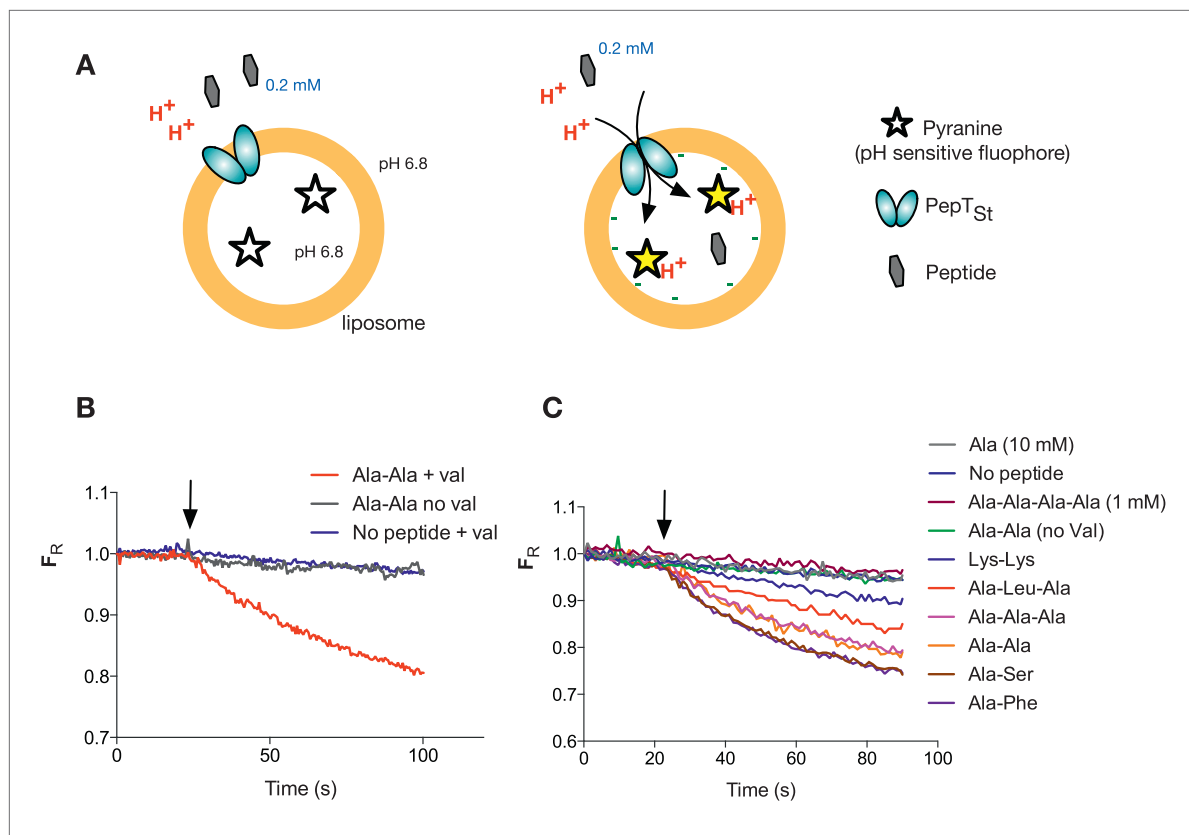 A
0.2 mM
H+
H+
pH 6.8
pH 6.8
liposome
0.2 mM
H+
H+
H+
H+
Pyranine
(pH sensitive fluophore)
PepTSt
Peptide
B
Ala-Ala + val
Ala-Ala no val
No peptide + val
1.1
1.0
0.9
0.8
0.7
FR
0
50
100
Time (s)
C
Ala (10 mM)
No peptide
Ala-Ala-Ala-Ala (1 mM)
Ala-Ala (no Val)
Lys-Lys
Ala-Leu-Ala
Ala-Ala-Ala
Ala-Ala
Ala-Ser
Ala-Phe
1.1
1.0
0.9
0.8
0.7
0.6
FR
0
20
40
60
80
100
Time (s)